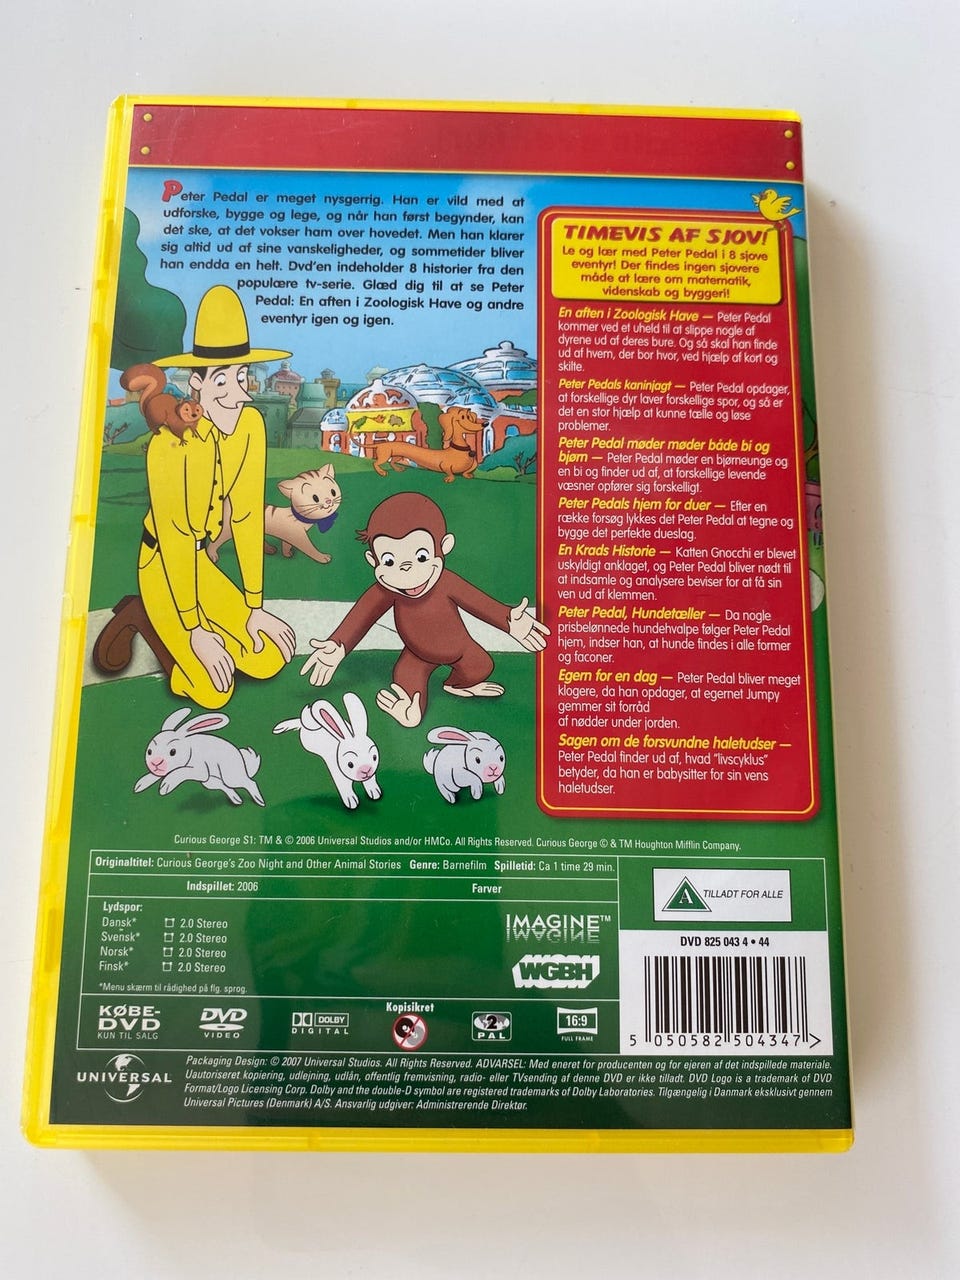 Peter Pedal er meget nysgerrig. Han er vild med at
udforske, bygge og lege, og når han først begynder, kan
det ske, at det vokser ham over hovedet. Men han klarer
sig altid ud af sine vanskeligheder, og sommetider bliver
han endda en helt. Dvd'en indeholder 8 historier fra den
populære tv-serie. Glæd dig til at se Peter
Pedal: En aften i Zoologisk Have og andre
eventyr igen og igen.
TIMEVIS AF SJOV!
Le og lær med Peter Pedal i 8 sjove
eventyr! Der findes ingen sjovere
måde at lære om matematik,
videnskab og byggeri!
En aften i Zoologisk Have — Peter Pedal
kommer ved et uheld til at slippe nogle af
dyrene ud af deres bure. Og så skal han finde
ud af hvem, der bor hvor, ved hjælp af kort og
skilte.
Peter Pedals kaninjagt — Peter Pedal opdager,
at forskellige dyr laver forskellige spor, og så er
det en stor hjælp at kunne tælle og løse
problemer.
Peter Pedal møder møder både bi og
bjørn — Peter Pedal møder en bjørneunge og
en bi og finder ud af, at forskellige levende
væsner opfører sig forskelligt.
Peter Pedals hjem for duer — Efter en
række forsøg lykkes det Peter Pedal at tegne og
bygge det perfekte dueslag.
En Krads Historie — Katten Gnocchi er blevet
uskyldigt anklaget, og Peter Pedal bliver nødt til
at indsamle og analysere beviser for at få sin
ven ud af klemmen.
Peter Pedal, Hundetæller — Da nogle
prisbelønnede hundehvalpe følger Peter Pedal
hjem, indser han, at hunde findes i alle former
og faconer.
Egern for en dag — Peter Pedal bliver meget
klogere, da han opdager, at egernet Jumpy
gemmer sit forråd
af nødder under jorden.
Sagen om de forsvundne haletudser —
Peter Pedal finder ud af, hvad "livscyklus"
betyder, da han er babysitter for sin vens
haletudser.
Curious George S1: TM & © 2006 Universal Studios and/or HMCo. All Rights Reserved. Curious George © & TM Houghton Mifflin Company.
Originaltitel: Curious George's Zoo Night and Other Animal Stories Genre: Barnefilm Spilletid: Ca 1 time 29 min.
Indspillet: 2006 Farver
Lydspor:
Dansk* 2.0 Stereo
Svensk* 2.0 Stereo
Norsk* 2.0 Stereo
Finsk* 2.0 Stereo
*Menu skærm til rådighed på flg. sprog.
IMAGINE™
WGBH
A TILLADT FOR ALLE
DVD 825 043 4 • 44
5 050582 504347 >
KØBE-
DVD
KUN TIL SALG
DVD
VIDEO
DOLBY
DIGITAL
Kopisikret
2
PAL
16:9
FULL FRAME
UNIVERSAL
Packaging Design: © 2007 Universal Studios. All Rights Reserved. ADVARSEL: Med eneret for producenten og for ejeren af det indspillede materiale.
Uautoriseret kopiering, udlejning, udlån, offentlig fremvisning, radio- eller TVsending af denne DVD er ikke tilladt. DVD Logo is a trademark of DVD
Format/Logo Licensing Corp. Dolby and the double-D symbol are registered trademarks of Dolby Laboratories. Tilgængelig i Danmark eksklusivt gennem
Universal Pictures (Denmark) A/S. Ansvarlig udgiver: Administrerende Direktør.